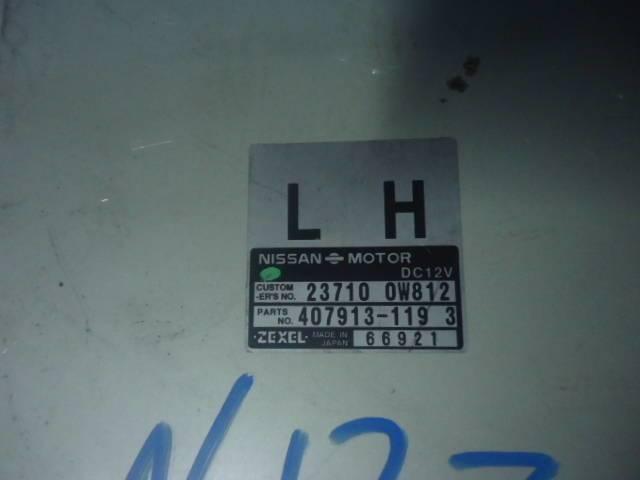 L H
NISSAN MOTOR
DC12V
CUSTOM -ER'S NO. 23710 0W812
PARTS NO. 407913-119 3
ZEXEL MADE IN JAPAN 66921